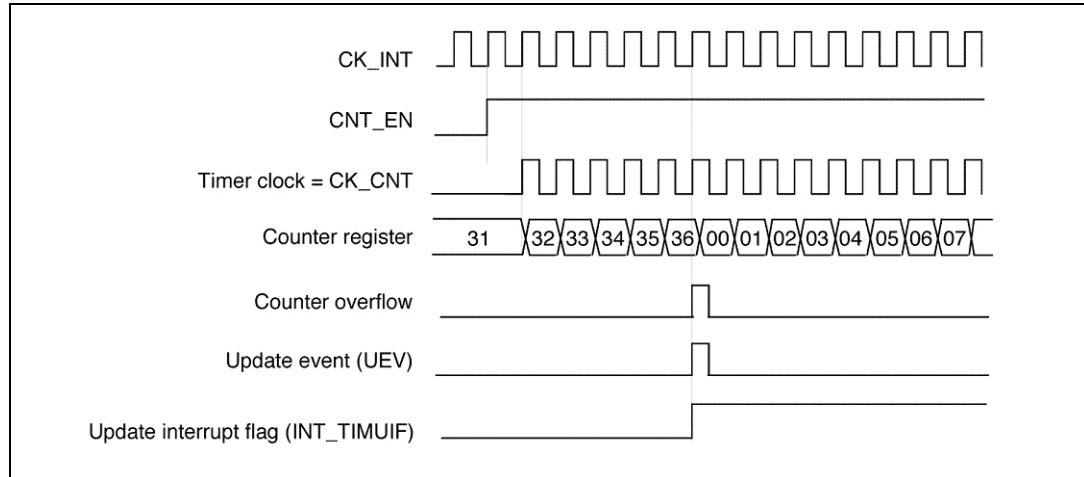 CK_INT
CNT_EN
Timer clock = CK_CNT
Counter register 31 32 33 34 35 36 00 01 02 03 04 05 06 07
Counter overflow
Update event (UEV)
Update interrupt flag (INT_TIMUIF)